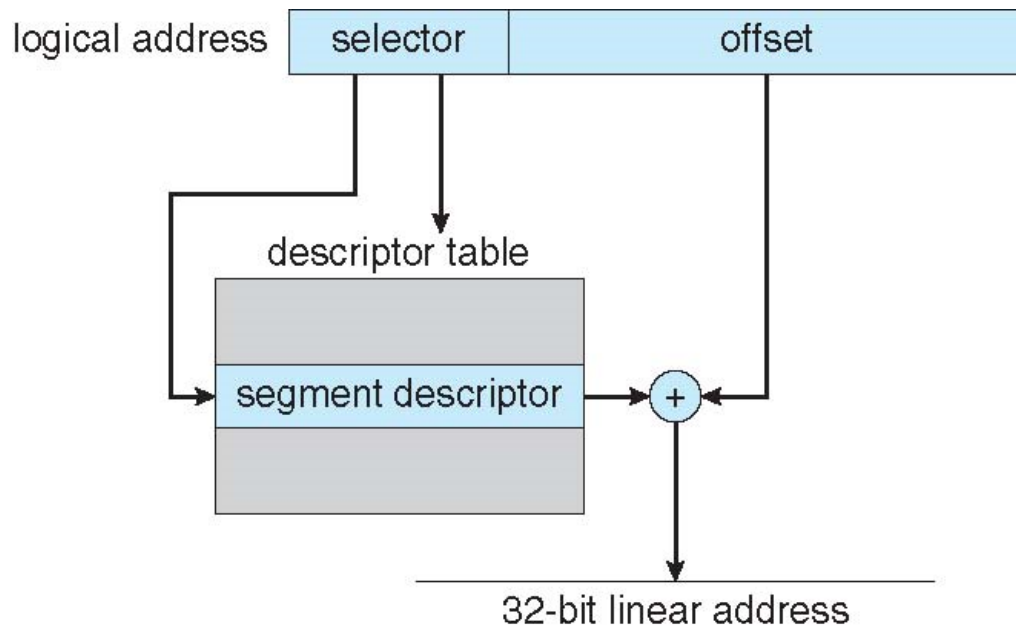 logical address selector offset
descriptor table
segment descriptor +
32-bit linear address